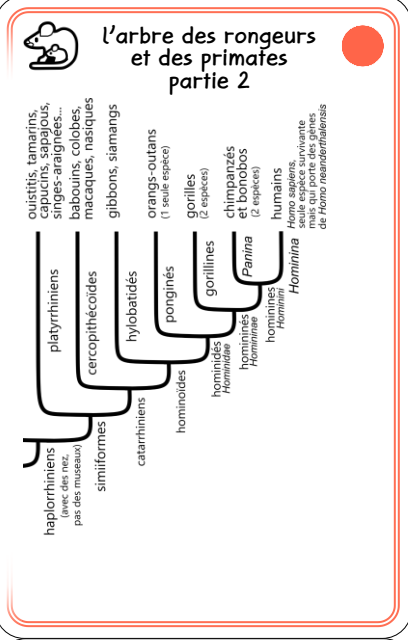 l'arbre des rongeurs
et des primates
partie 2
ouistitis, tamarins,
capucins, sapajous,
singes-araignées...
babouins, colobes,
macaques, nasiques
gibbons, siamangs
orangs-outans
(1 seule espèce)
gorilles
(2 espèces)
chimpanzés
et bonobos
(2 espèces)
humains
Homo sapiens,
seule espèce survivante
mais qui porte des gènes
de Homo neanderthalensis
platyrrhiniens
cercopithécoïdes
hylobatidés
ponginés
gorillines
Panina
Hominina
haplorrhiniens
(avec des nez,
pas des museaux)
simiiformes
catarrhiniens
hominoïdes
hominidés
Hominidae
homininés
Homininae
hominines
Hominini